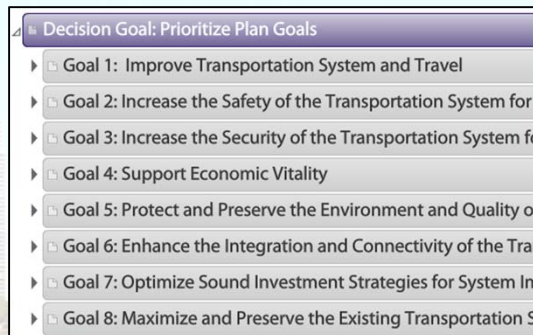 Decision Goal: Prioritize Plan Goals
Goal 1: Improve Transportation System and Travel
Goal 2: Increase the Safety of the Transportation System for
Goal 3: Increase the Security of the Transportation System
Goal 4: Support Economic Vitality
Goal 5: Protect and Preserve the Environment and Quality
Goal 6: Enhance the Integration and Connectivity of the
Goal 7: Optimize Sound Investment Strategies for System
Goal 8: Maximize and Preserve the Existing Transportation